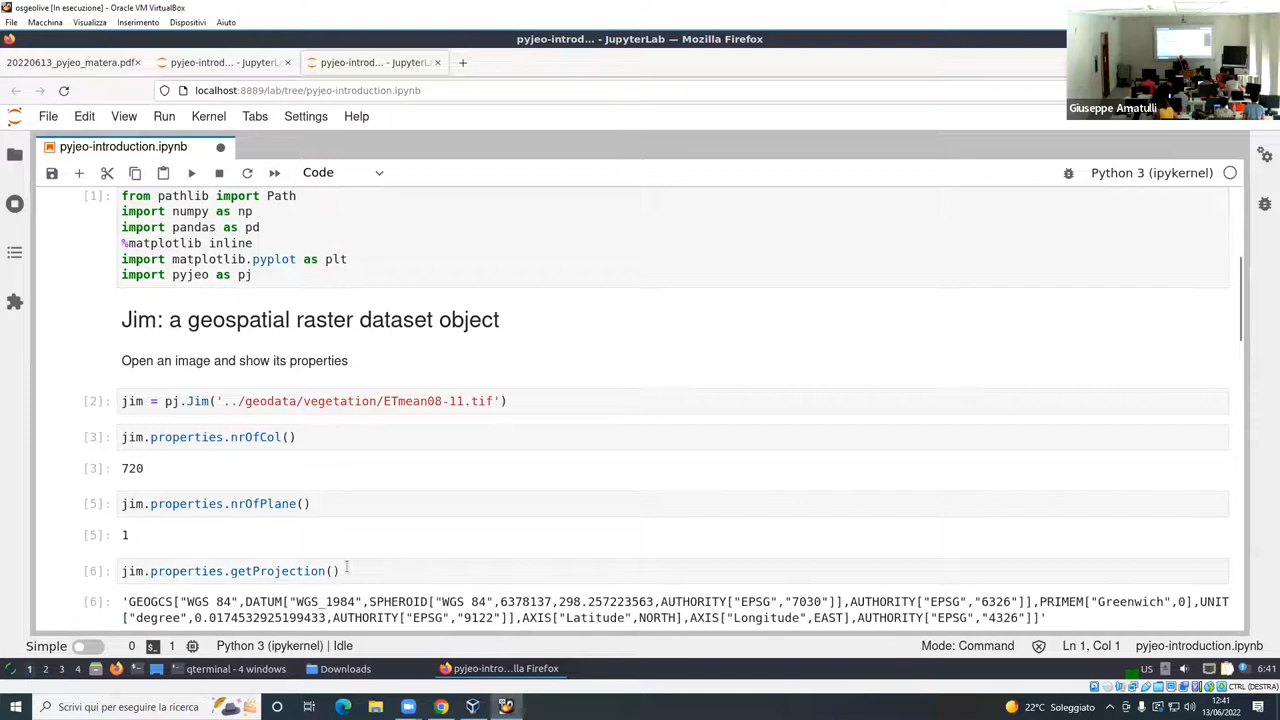 osgeolive [In esecuzione] - Oracle VM VirtualBox
File Macchina Visualizza Inserimento Dispositivi Aiuto
pyjeo-introd... - JupyterLab — Mozilla Firefox
20220613_pyjeo_matera.pdf× pyjeo-introd... - JupyterLa× pyjeo-introd... - JupyterLa× +
localhost:8889/lab/tree/pyjeo-introduction.ipynb
Giuseppe Amatulli
File Edit View Run Kernel Tabs Settings Help
pyjeo-introduction.ipynb
Code Python 3 (ipykernel)
[1]: from pathlib import Path
import numpy as np
import pandas as pd
%matplotlib inline
import matplotlib.pyplot as plt
import pyjeo as pj
Jim: a geospatial raster dataset object
Open an image and show its properties
[2]: jim = pj.Jim('../geodata/vegetation/ETmean08-11.tif')
[3]: jim.properties.nrOfCol()
[3]: 720
[5]: jim.properties.nrOfPlane()
[5]: 1
[6]: jim.properties.getProjection()
[6]: 'GEOGCS["WGS 84",DATUM["WGS_1984",SPHEROID["WGS 84",6378137,298.257223563,AUTHORITY["EPSG","7030"]],AUTHORITY["EPSG","6326"]],PRIMEM["Greenwich",0],UNIT
["degree",0.0174532925199433,AUTHORITY["EPSG","9122"]],AXIS["Latitude",NORTH],AXIS["Longitude",EAST],AUTHORITY["EPSG","4326"]]'
Simple 0 1 Python 3 (ipykernel) | Idle Mode: Command Ln 1, Col 1 pyjeo-introduction.ipynb
1 2 3 4 qterminal - 4 windows Downloads pyjeo-intro…lla Firefox US 6:41
CTRL (DESTRA)
Scrivi qui per eseguire la ricerca 22°C Soleggiato 12:41
13/06/2022